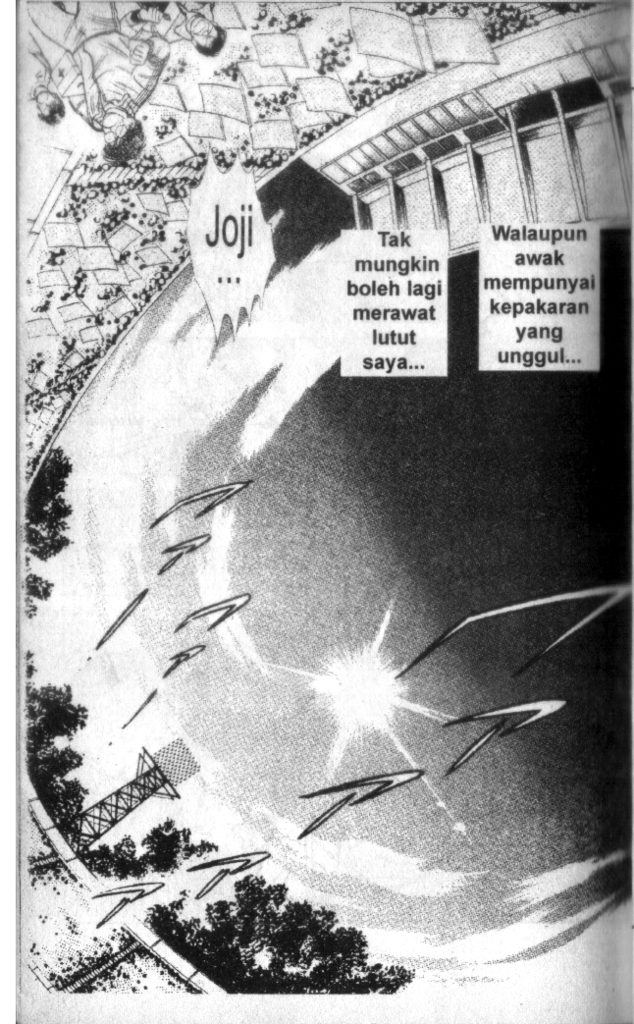 Walaupun
awak
mempunyai
kepakaran
yang
unggul...
Tak
mungkin
boleh lagi
merawat
lutut
saya...
Joji
...